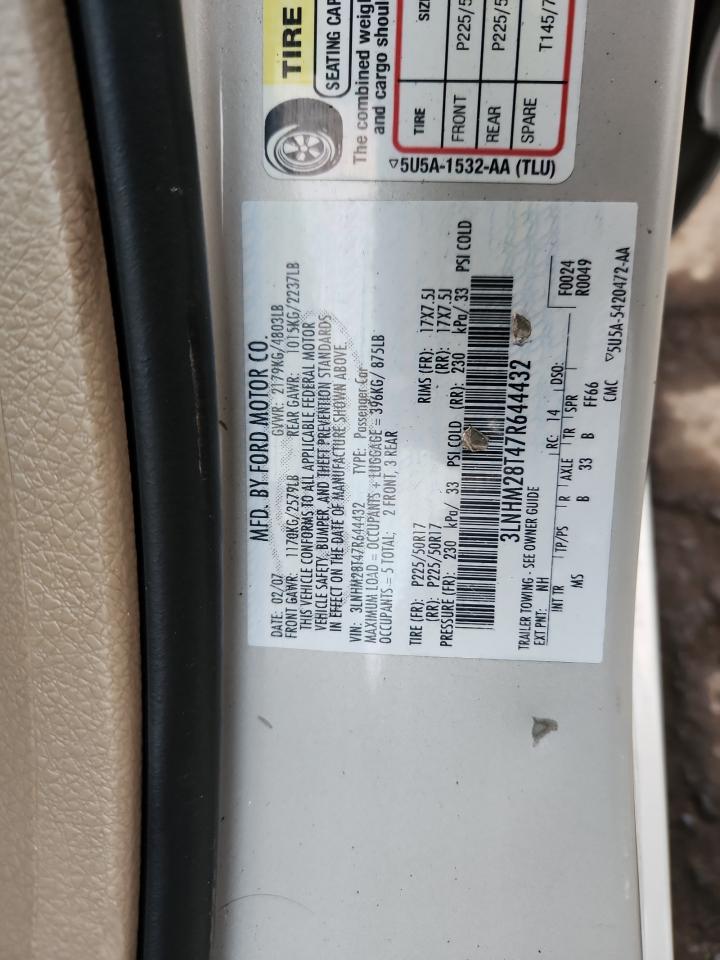 TIRE
SEATING CAP
The combined weigh
and cargo shoul
TIRE SIZ
FRONT P225/5
REAR P225/5
SPARE T145/7
▽5U5A-1532-AA (TLU)
MFD. BY FORD MOTOR CO.
DATE: 02/07 GVWR: 2179KG/4803LB
FRONT GAWR: 1170KG/2579LB REAR GAWR: 1015KG/2237LB
THIS VEHICLE CONFORMS TO ALL APPLICABLE FEDERAL MOTOR
VEHICLE SAFETY, BUMPER, AND THEFT PREVENTION STANDARDS
IN EFFECT ON THE DATE OF MANUFACTURE SHOWN ABOVE.
VIN: 3LNHM28T47R644432 TYPE: Passenger Car
MAXIMUM LOAD = OCCUPANTS + LUGGAGE = 396KG/ 875LB
OCCUPANTS = 5 TOTAL: 2 FRONT, 3 REAR
TIRE (FR): P225/50R17 RIMS (FR): 17X7.5J
(RR): P225/50R17 (RR): 17X7.5J
PRESSURE (FR): 230 kPa/ 33 PSI COLD (RR): 230 kPa/ 33 PSI COLD
3LNHM28T47R644432
TRAILER TOWING - SEE OWNER GUIDE
EXT PNT: NH RC: 14 DSO: F0024
R0049
INT TR TP/PS R AXLE TR SPR
MS B 33 B FF66
CMC ▽5U5A-5420472-AA